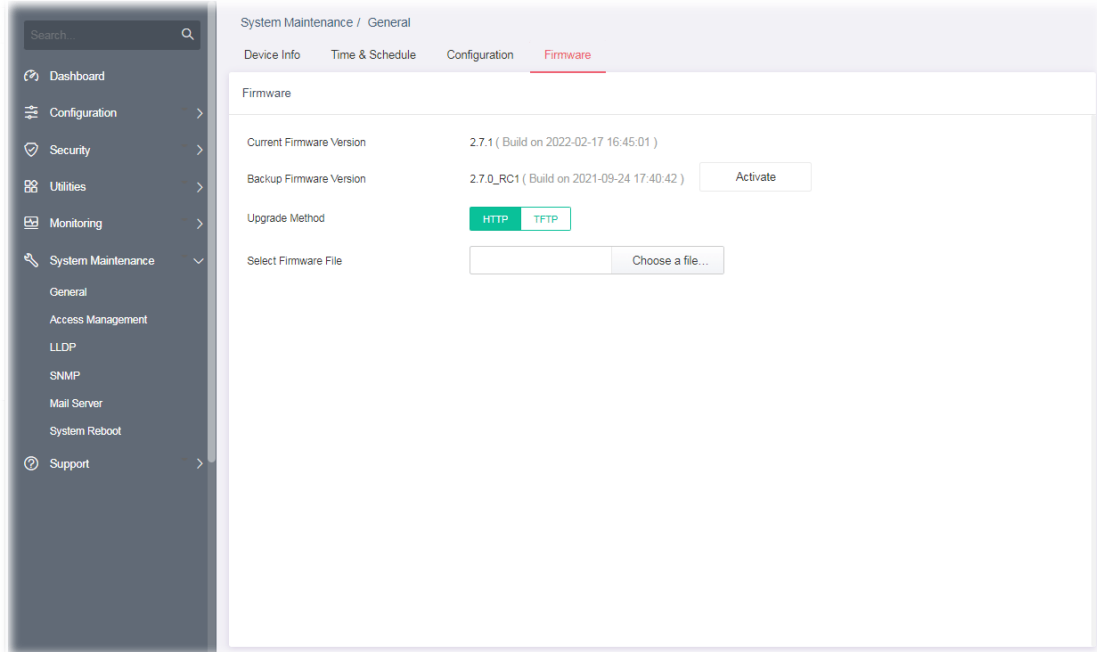 Search...
Dashboard
Configuration
Security
Utilities
Monitoring
System Maintenance
General
Access Management
LLDP
SNMP
Mail Server
System Reboot
Support
System Maintenance / General
Device Info Time & Schedule Configuration Firmware
Firmware
Current Firmware Version 2.7.1 ( Build on 2022-02-17 16:45:01 )
Backup Firmware Version 2.7.0_RC1 ( Build on 2021-09-24 17:40:42 ) Activate
Upgrade Method HTTP TFTP
Select Firmware File Choose a file...